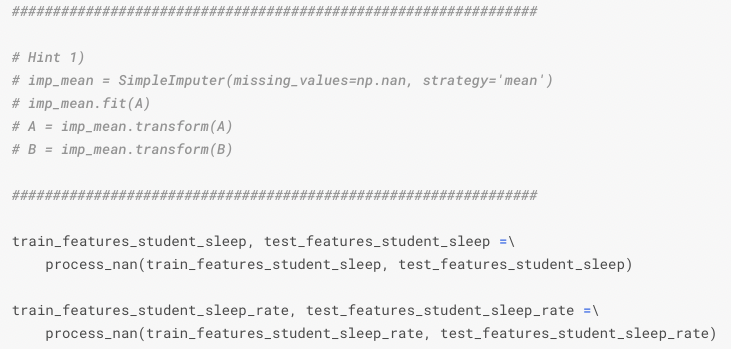 ################################################################
# Hint 1)
# imp_mean = SimpleImputer(missing_values=np.nan, strategy='mean')
# imp_mean.fit(A)
# A = imp_mean.transform(A)
# B = imp_mean.transform(B)
################################################################
train_features_student_sleep, test_features_student_sleep =\
    process_nan(train_features_student_sleep, test_features_student_sleep)
train_features_student_sleep_rate, test_features_student_sleep_rate =\
    process_nan(train_features_student_sleep_rate, test_features_student_sleep_rate)